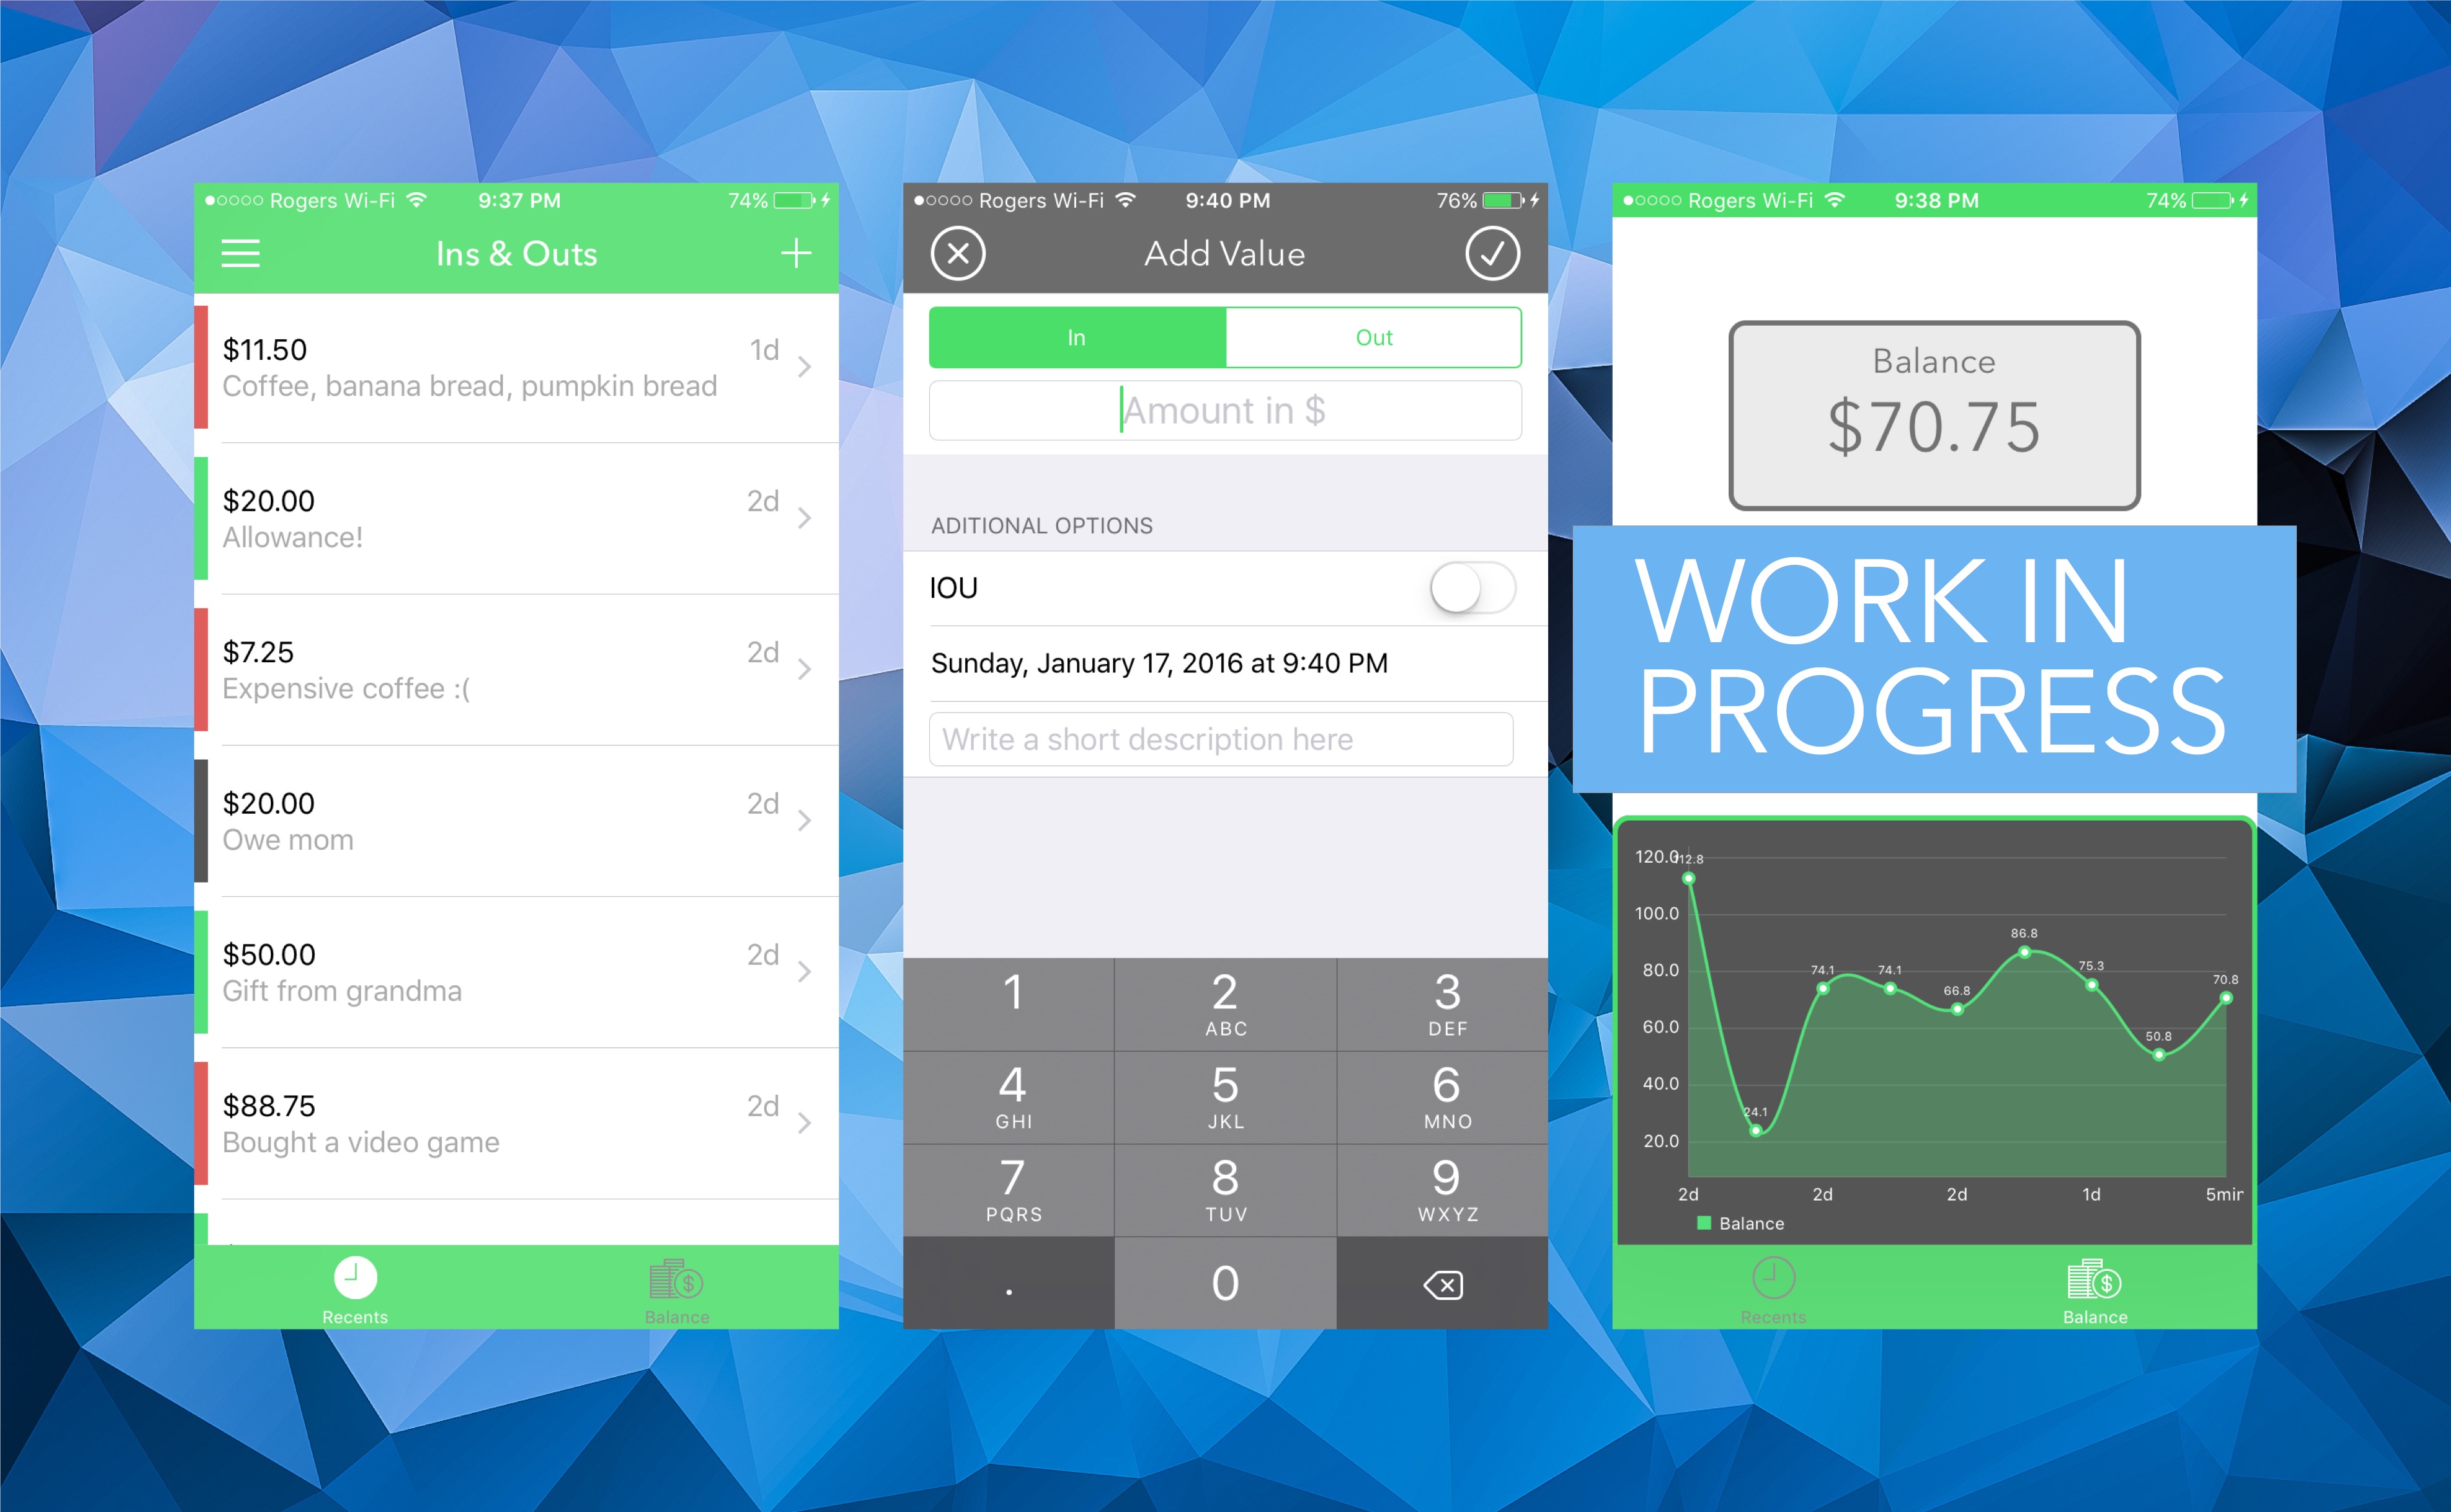 Rogers Wi-Fi 9:37 PM 74%
Ins & Outs
$11.50 1d
Coffee, banana bread, pumpkin bread
$20.00 2d
Allowance!
$7.25 2d
Expensive coffee :(
$20.00 2d
Owe mom
$50.00 2d
Gift from grandma
$88.75 2d
Bought a video game
Recents Balance
Rogers Wi-Fi 9:40 PM 76%
Add Value
In Out
Amount in $
ADITIONAL OPTIONS
IOU
Sunday, January 17, 2016 at 9:40 PM
Write a short description here
1 2 3
ABC DEF
4 5 6
GHI JKL MNO
7 8 9
PQRS TUV WXYZ
. 0
Rogers Wi-Fi 9:38 PM 74%
Balance
$70.75
WORK IN
PROGRESS
120.0 112.8
100.0
86.8
80.0 74.1 74.1 75.3 70.8
66.8
60.0
50.8
40.0
24.1
20.0
2d 2d 2d 1d 5min
Balance
Recents Balance